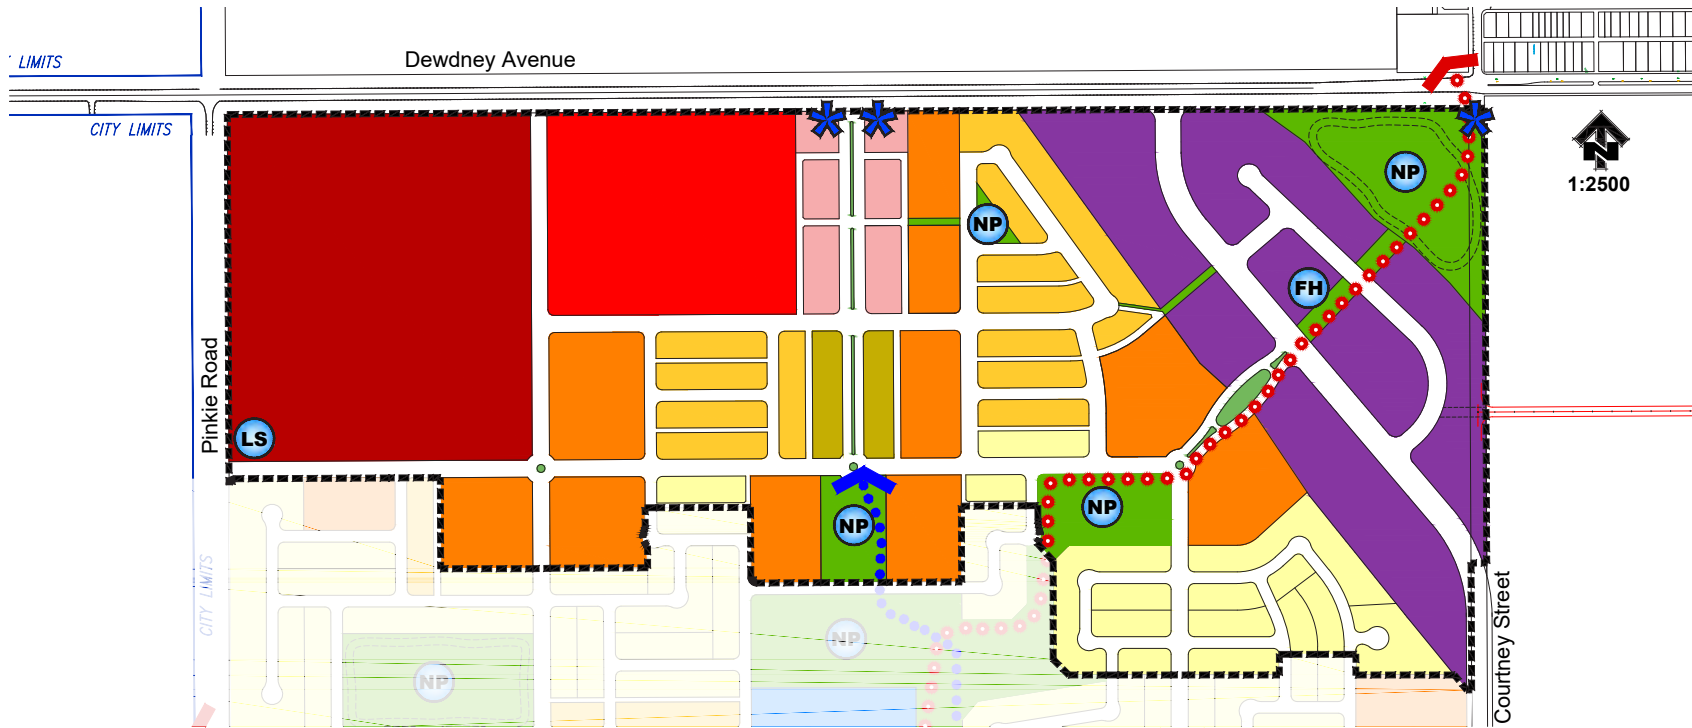 LIMITS
Dewdney Avenue
CITY LIMITS
N
1:2500
NP
NP
FH
Pinkie Road
LS
NP
NP
CITY LIMITS
NP
NP
Courtney Street